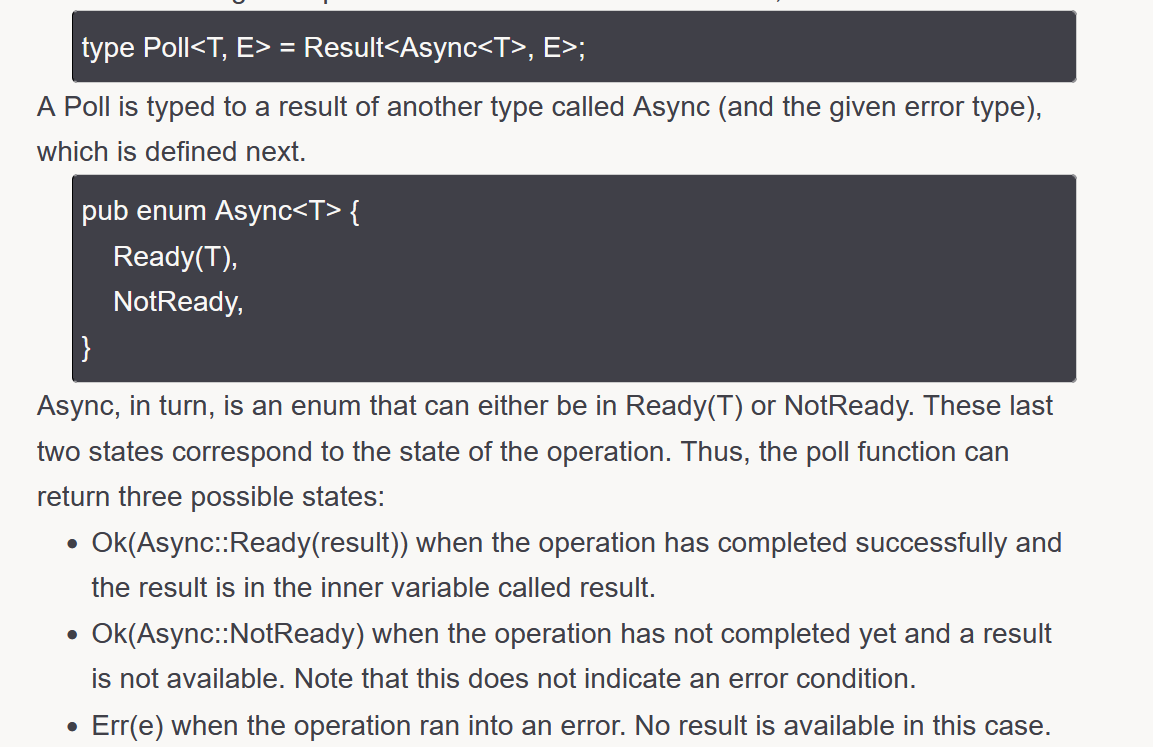 type Poll<T, E> = Result<Async<T>, E>;
A Poll is typed to a result of another type called Async (and the given error type),
which is defined next.
pub enum Async<T> {
    Ready(T),
    NotReady,
}
Async, in turn, is an enum that can either be in Ready(T) or NotReady. These last
two states correspond to the state of the operation. Thus, the poll function can
return three possible states:
• Ok(Async::Ready(result)) when the operation has completed successfully and
the result is in the inner variable called result.
• Ok(Async::NotReady) when the operation has not completed yet and a result
is not available. Note that this does not indicate an error condition.
• Err(e) when the operation ran into an error. No result is available in this case.